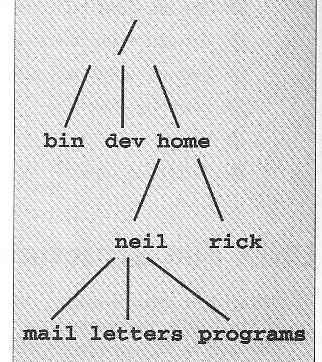 /
bin dev home
neil rick
mail letters programs